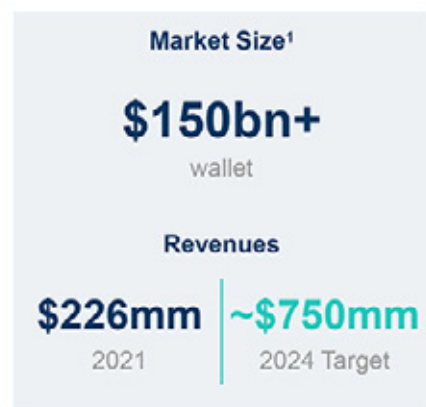 Market Size¹
$150bn+
wallet
Revenues
$226mm ~$750mm
2021 2024 Target